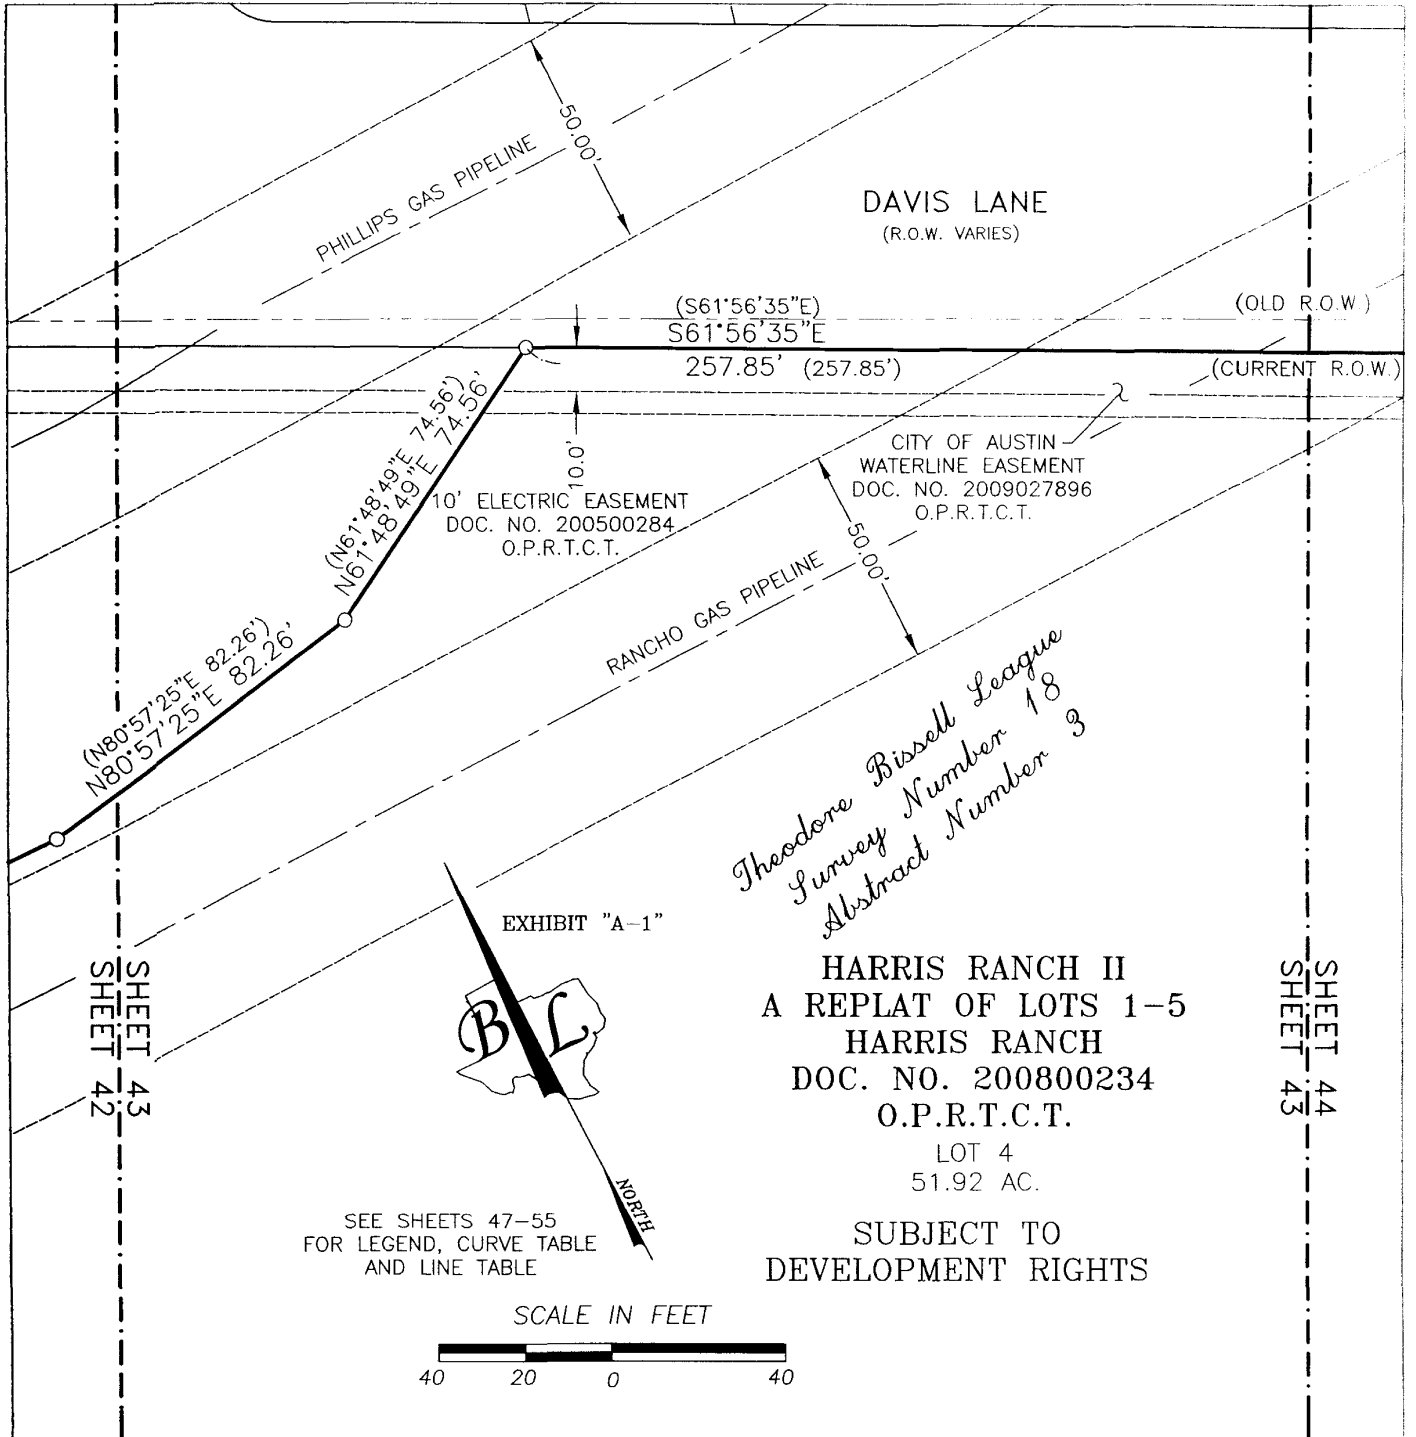 50.00'
PHILLIPS GAS PIPELINE
DAVIS LANE
(R.O.W. VARIES)
(S61°56'35"E)
S61°56'35"E
257.85' (257.85')
(OLD R.O.W.)
(CURRENT R.O.W.)
(N61°48'49"E 74.56')
N61°48'49"E 74.56'
10.0'
10' ELECTRIC EASEMENT
DOC. NO. 200500284
O.P.R.T.C.T.
CITY OF AUSTIN
WATERLINE EASEMENT
DOC. NO. 2009027896
O.P.R.T.C.T.
50.00'
RANCHO GAS PIPELINE
(N80°57'25"E 82.26')
N80°57'25"E 82.26'
Theodore Bissell League
Survey Number 18
Abstract Number 3
EXHIBIT "A-1"
B L
NORTH
SHEET 43
SHEET 42
SHEET 44
SHEET 43
HARRIS RANCH II
A REPLAT OF LOTS 1-5
HARRIS RANCH
DOC. NO. 200800234
O.P.R.T.C.T.
LOT 4
51.92 AC.
SUBJECT TO
DEVELOPMENT RIGHTS
SEE SHEETS 47-55
FOR LEGEND, CURVE TABLE
AND LINE TABLE
SCALE IN FEET
40 20 0 40